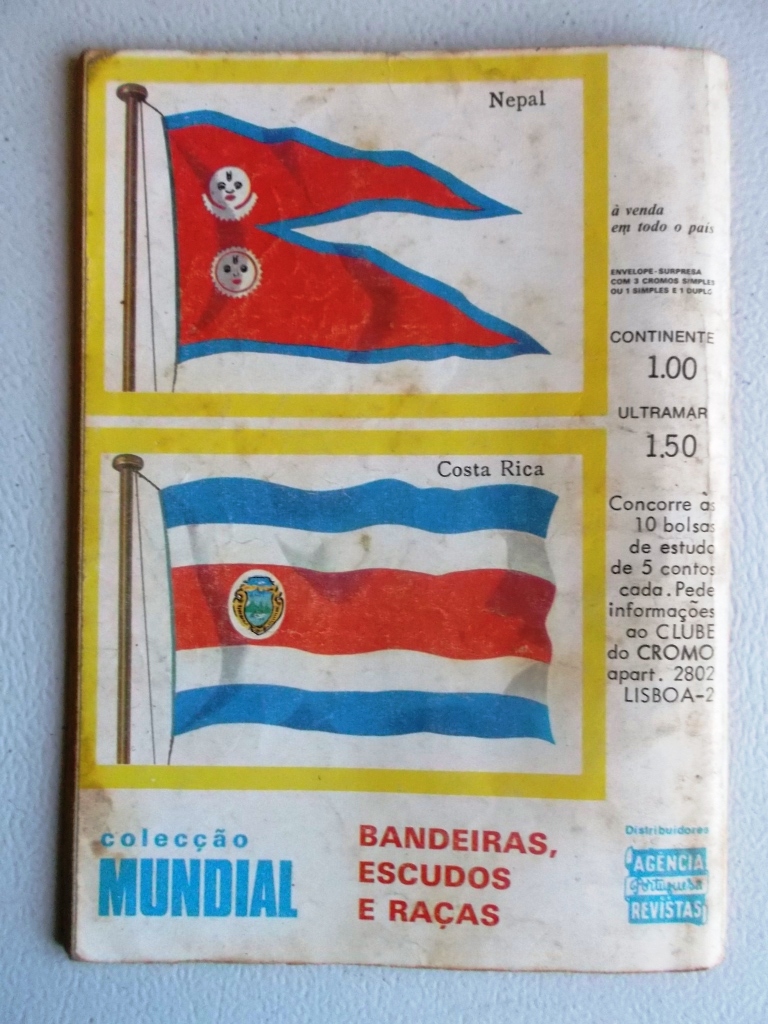 Nepal
à venda
em todo o pais
ENVELOPE-SURPRESA
COM 3 CROMOS SIMPLES
OU 1 SIMPLES E 1 DUPLO
CONTINENTE
1.00
ULTRAMAR
1.50
Costa Rica
Concorre às
10 bolsas
de estudo
de 5 contos
cada. Pede
informações
ao CLUBE
do CROMO
apart. 2802
LISBOA-2
colecção
MUNDIAL
BANDEIRAS,
ESCUDOS
E RAÇAS
Distribuidores
AGÊNCIA
Portuguesa
REVISTAS